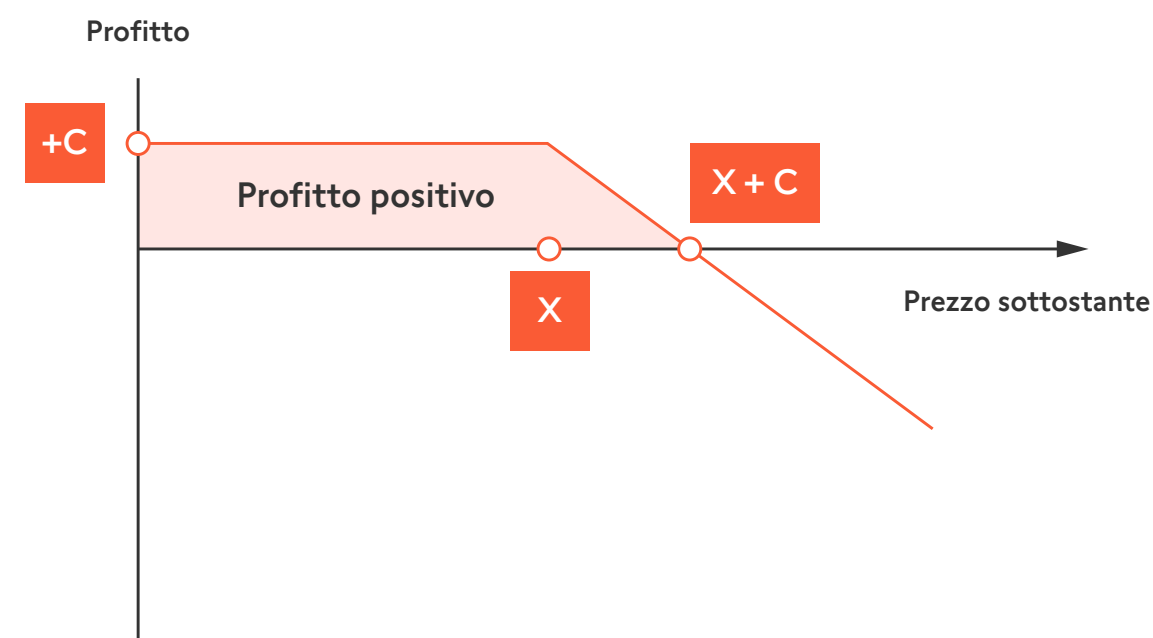 Profitto
+C
Profitto positivo
X + C
X
Prezzo sottostante